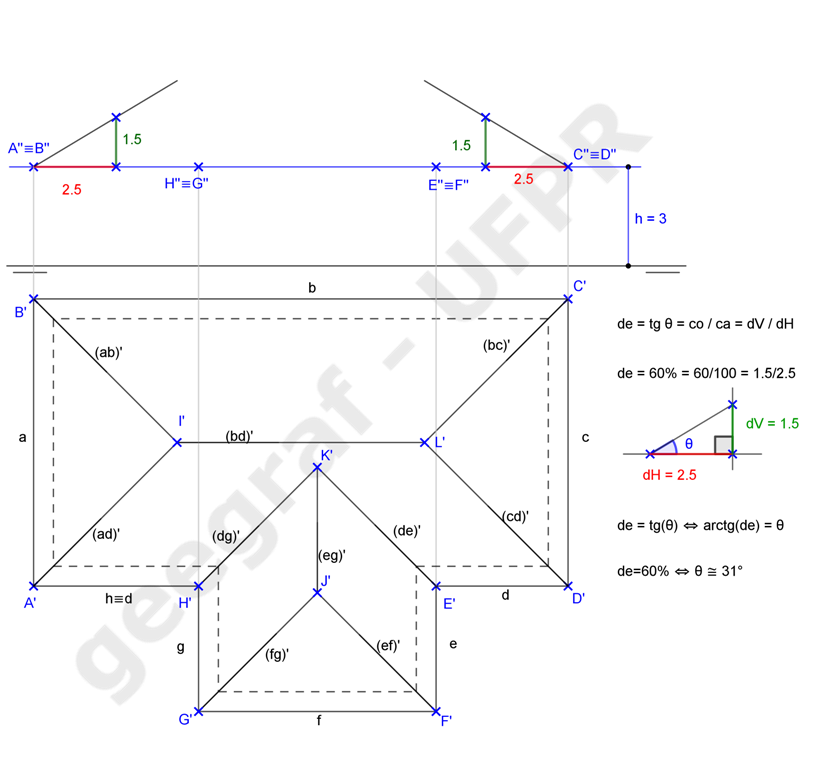 1.5
1.5
A"≡B"
C"≡D"
2.5
H"≡G"
E"≡F"
2.5
h = 3
b
C'
B'
de = tg θ = co / ca = dV / dH
(ab)'
(bc)'
de = 60% = 60/100 = 1.5/2.5
I'
dV = 1.5
a
(bd)'
L'
c
θ
K'
dH = 2.5
(cd)'
(ad)'
(dg)'
(de)'
de = tg(θ) ⇔ arctg(de) = θ
(eg)'
de=60% ⇔ θ ≅ 31°
J'
A'
h≡d
H'
E'
d
D'
g
(fg)'
(ef)'
e
G'
f
F'
geegraf - UFPR